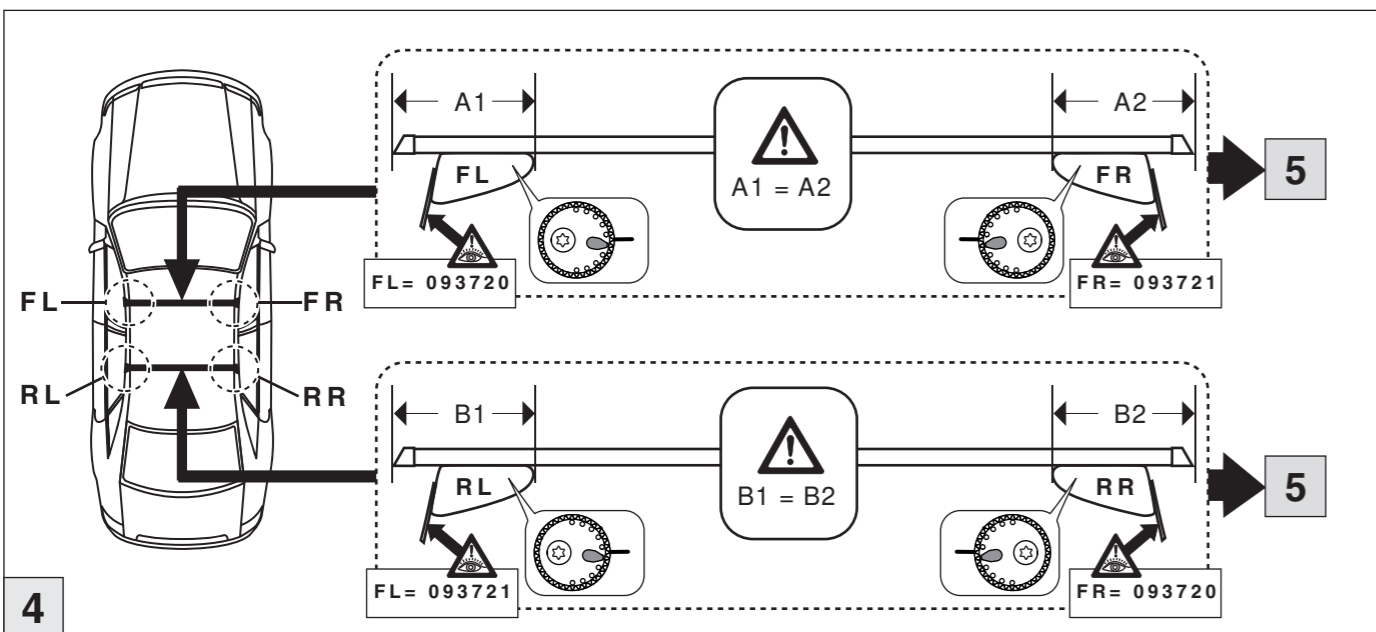 A1
A2
FL
FR
A1 = A2
5
FL= 093720
FR= 093721
FL
FR
RL
RR
B1
B2
RL
RR
B1 = B2
5
FL= 093721
FR= 093720
4